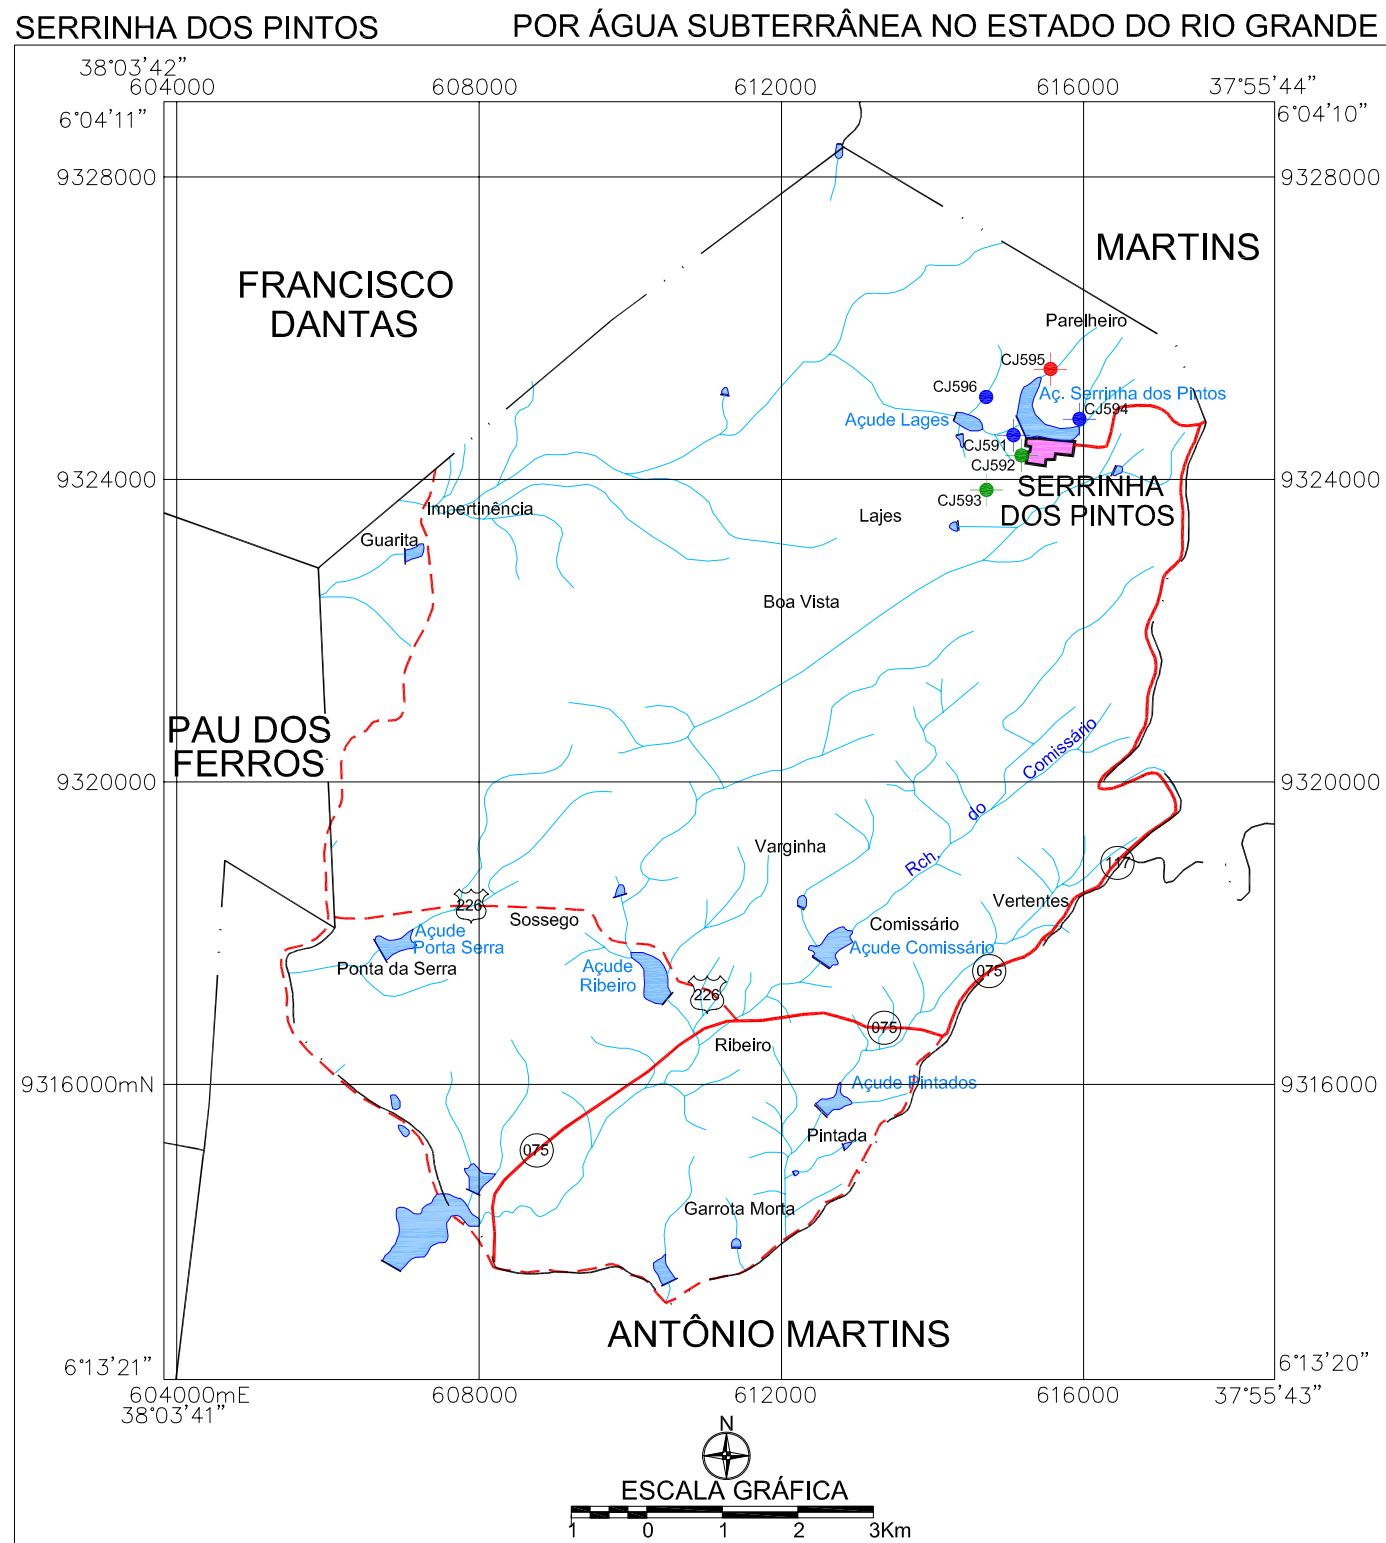 SERRINHA DOS PINTOS
POR ÁGUA SUBTERRÂNEA NO ESTADO DO RIO GRANDE
38°03'42"
604000
608000
612000
616000
37°55'44"
6°04'11"
6°04'10"
9328000
9328000
MARTINS
FRANCISCO
DANTAS
Parelheiro
CJ595
CJ596
Aç. Serrinha dos Pintos
CJ594
Açude Lages
CJ591
CJ592
9324000
9324000
CJ593
SERRINHA
DOS PINTOS
Impertinência
Lajes
Guarita
Boa Vista
PAU DOS
FERROS
Rch. do Comissário
9320000
9320000
Varginha
117
226
Sossego
Vertentes
Comissário
Açude
Porta Serra
Açude Comissário
Ponta da Serra
Açude
Ribeiro
075
226
075
Ribeiro
9316000mN
9316000
Açude Pintados
Pintada
075
Garrota Morta
ANTÔNIO MARTINS
6°13'21"
6°13'20"
604000mE
608000
612000
616000
37°55'43"
38°03'41"
N
ESCALA GRÁFICA
1 0 1 2 3Km